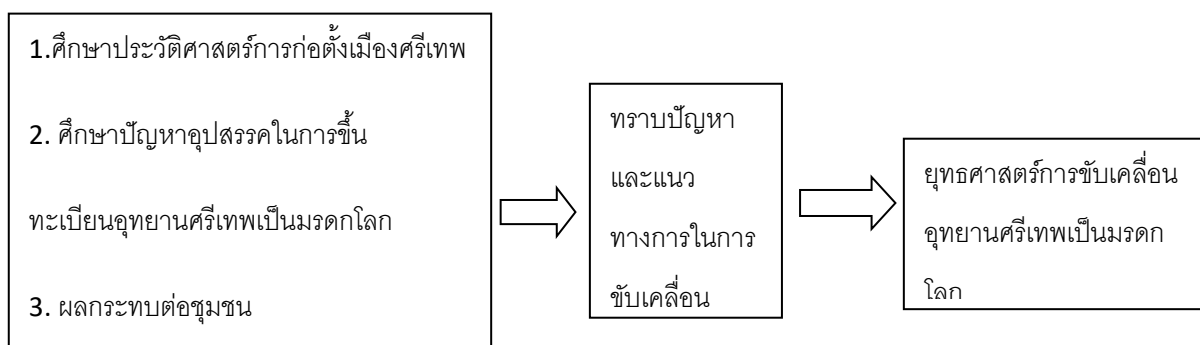 1.ศึกษาประวัติศาสตร์การก่อตั้งเมืองศรีเทพ
2. ศึกษาปัญหาอุปสรรคในการขึ้น
ทะเบียนอุทยานศรีเทพเป็นมรดกโลก
3. ผลกระทบต่อชุมชน
ทราบปัญหา
และแนว
ทางการในการ
ขับเคลื่อน
ยุทธศาสตร์การขับเคลื่อน
อุทยานศรีเทพเป็นมรดก
โลก